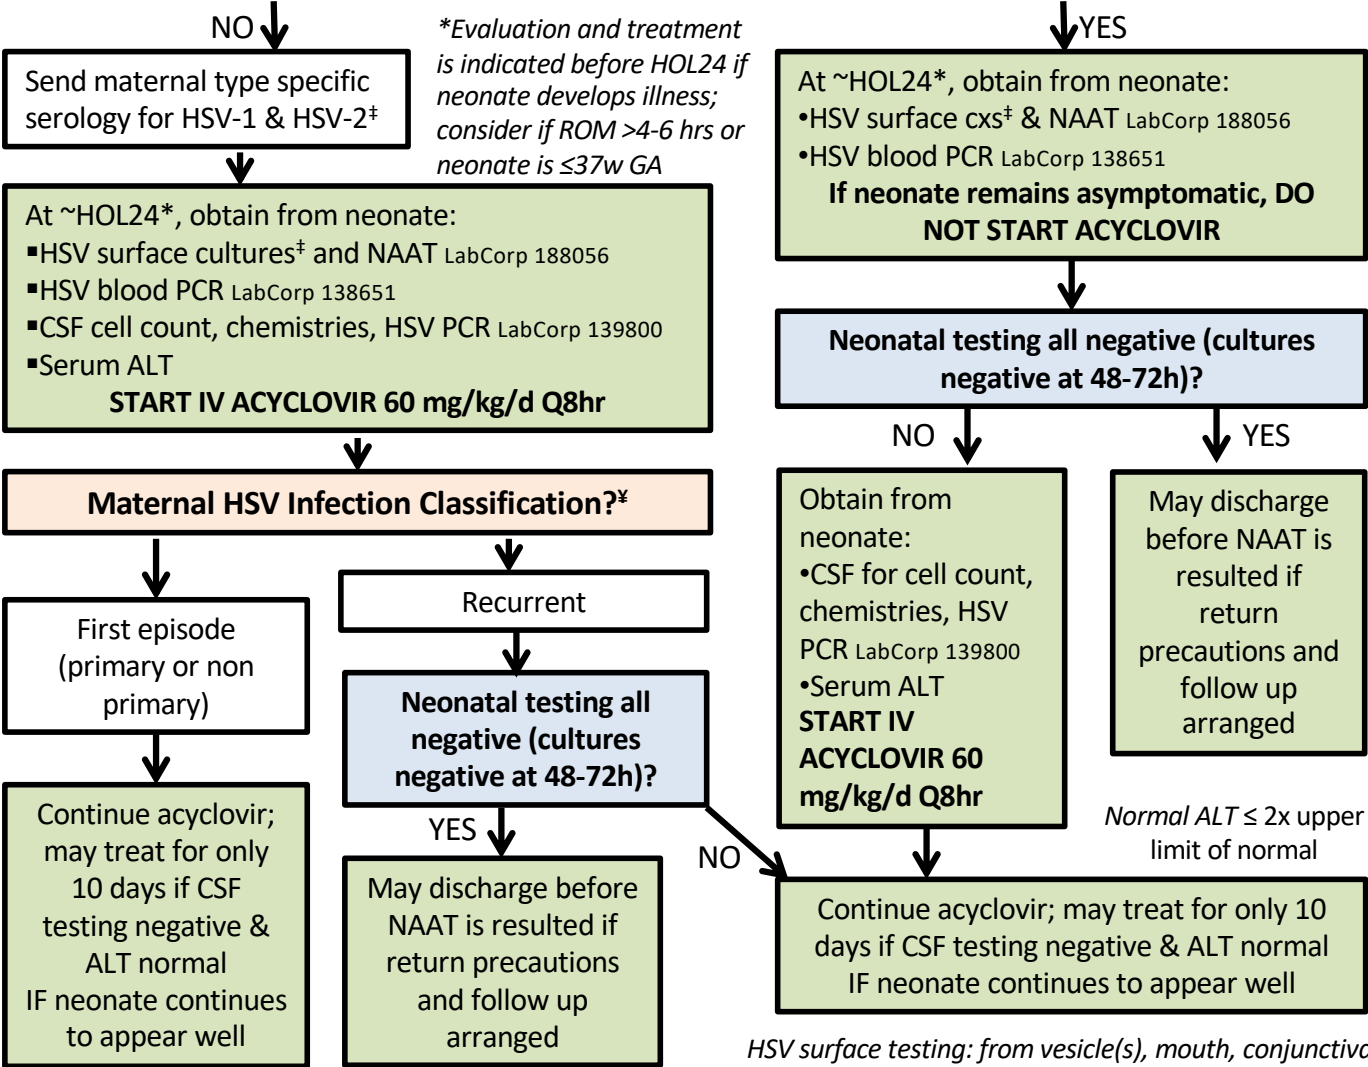 NO
Send maternal type specific
serology for HSV-1 & HSV-2‡
*Evaluation and treatment
is indicated before HOL24 if
neonate develops illness;
consider if ROM >4-6 hrs or
neonate is ≤37w GA
At ~HOL24*, obtain from neonate:
▪HSV surface cultures‡ and NAAT LabCorp 188056
▪HSV blood PCR LabCorp 138651
▪CSF cell count, chemistries, HSV PCR LabCorp 139800
▪Serum ALT
START IV ACYCLOVIR 60 mg/kg/d Q8hr
Maternal HSV Infection Classification?¥
First episode
(primary or non
primary)
Continue acyclovir;
may treat for only
10 days if CSF
testing negative &
ALT normal
IF neonate continues
to appear well
Recurrent
Neonatal testing all
negative (cultures
negative at 48-72h)?
YES
NO
May discharge before
NAAT is resulted if
return precautions
and follow up
arranged
YES
At ~HOL24*, obtain from neonate:
•HSV surface cxs‡ & NAAT LabCorp 188056
•HSV blood PCR LabCorp 138651
If neonate remains asymptomatic, DO
NOT START ACYCLOVIR
Neonatal testing all negative (cultures
negative at 48-72h)?
NO
YES
Obtain from
neonate:
•CSF for cell count,
chemistries, HSV
PCR LabCorp 139800
•Serum ALT
START IV
ACYCLOVIR 60
mg/kg/d Q8hr
May discharge
before NAAT is
resulted if
return
precautions and
follow up
arranged
Normal ALT ≤ 2x upper
limit of normal
Continue acyclovir; may treat for only 10
days if CSF testing negative & ALT normal
IF neonate continues to appear well
HSV surface testing: from vesicle(s), mouth, conjunctiva